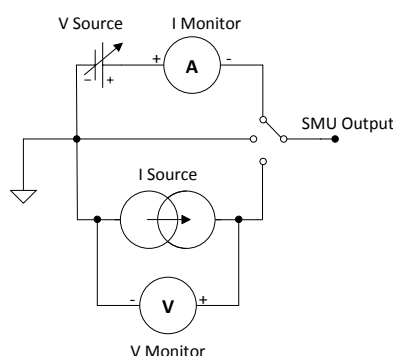 V Source
I Monitor
- +
+
A
-
SMU Output
I Source
-
V
+
V Monitor